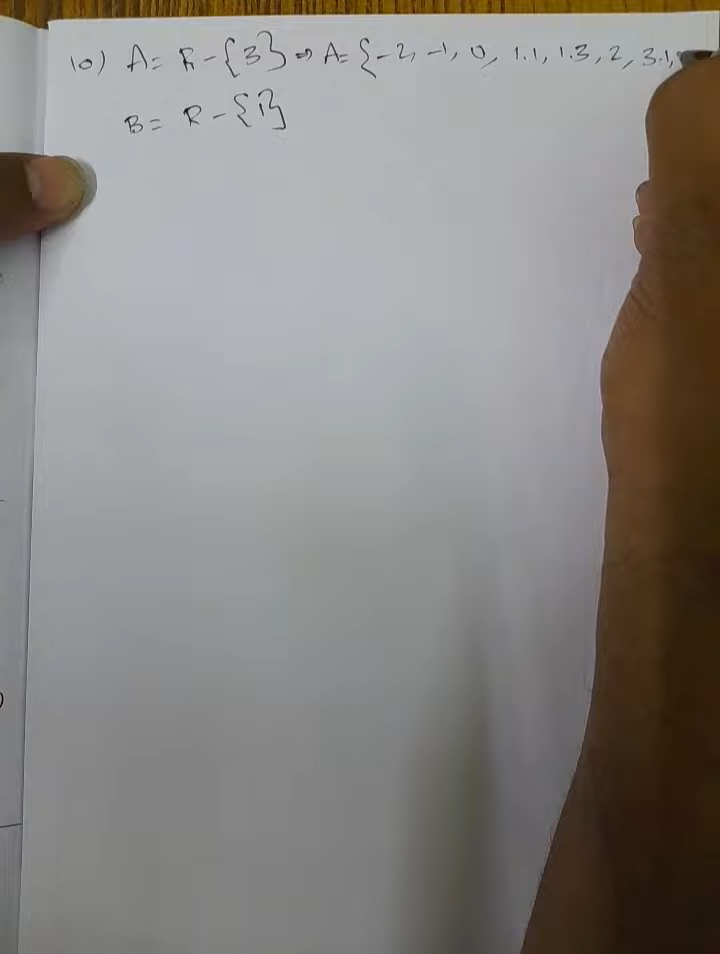 10) A = R - {3} ⇒ A = {-2, -1, 0, 1.1, 1.3, 2, 3.1,
B = R - {1}